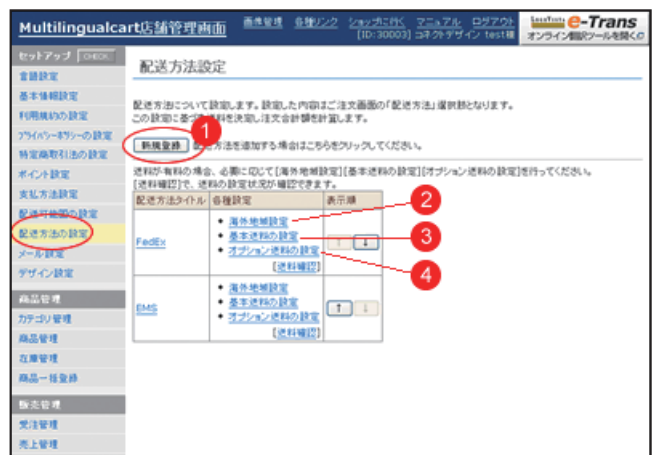 Multilingualcart店舗管理画面
画像管理 各種リンク ショップに行く マニュアル ログアウト
[ID:30003] コネクトデザイン test様
e-Trans
オンライン翻訳ツールを開く
セットアップ CHECK
言語設定
基本情報設定
利用規約の設定
プライバシーポリシーの設定
特定商取引法の設定
ポイント設定
支払方法設定
配送可能国の設定
配送方法の設定
メール設定
デザイン設定
商品管理
カテゴリ管理
商品管理
在庫管理
商品一括登録
販売管理
受注管理
売上管理
配送方法設定
配送方法について設定します。設定した内容はご注文画面の「配送方法」選択肢となります。
この設定に基づき送料を決定し注文合計額を計算します。
1
新規登録 配送方法を追加する場合はこちらをクリックしてください。
送料が有料の場合、必要に応じて[海外地域設定][基本送料の設定][オプション送料の設定]を行ってください。
[送料確認]で、送料の設定状況が確認できます。
配送方法タイトル 各種設定 表示順
FedEx
• 海外地域設定 2
• 基本送料の設定 3
• オプション送料の設定 4
[送料確認]
↑ ↓
EMS
• 海外地域設定
• 基本送料の設定
• オプション送料の設定
[送料確認]
↑ ↓